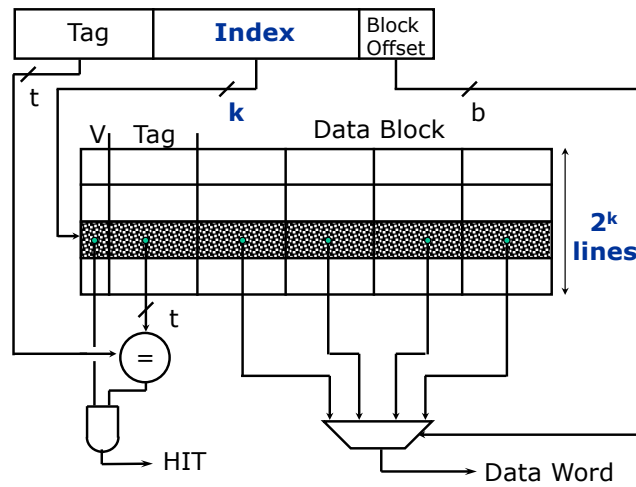 Tag
Index
Block
Offset
t
k
b
V
Tag
Data Block
2ᵏ
lines
t
=
HIT
Data Word